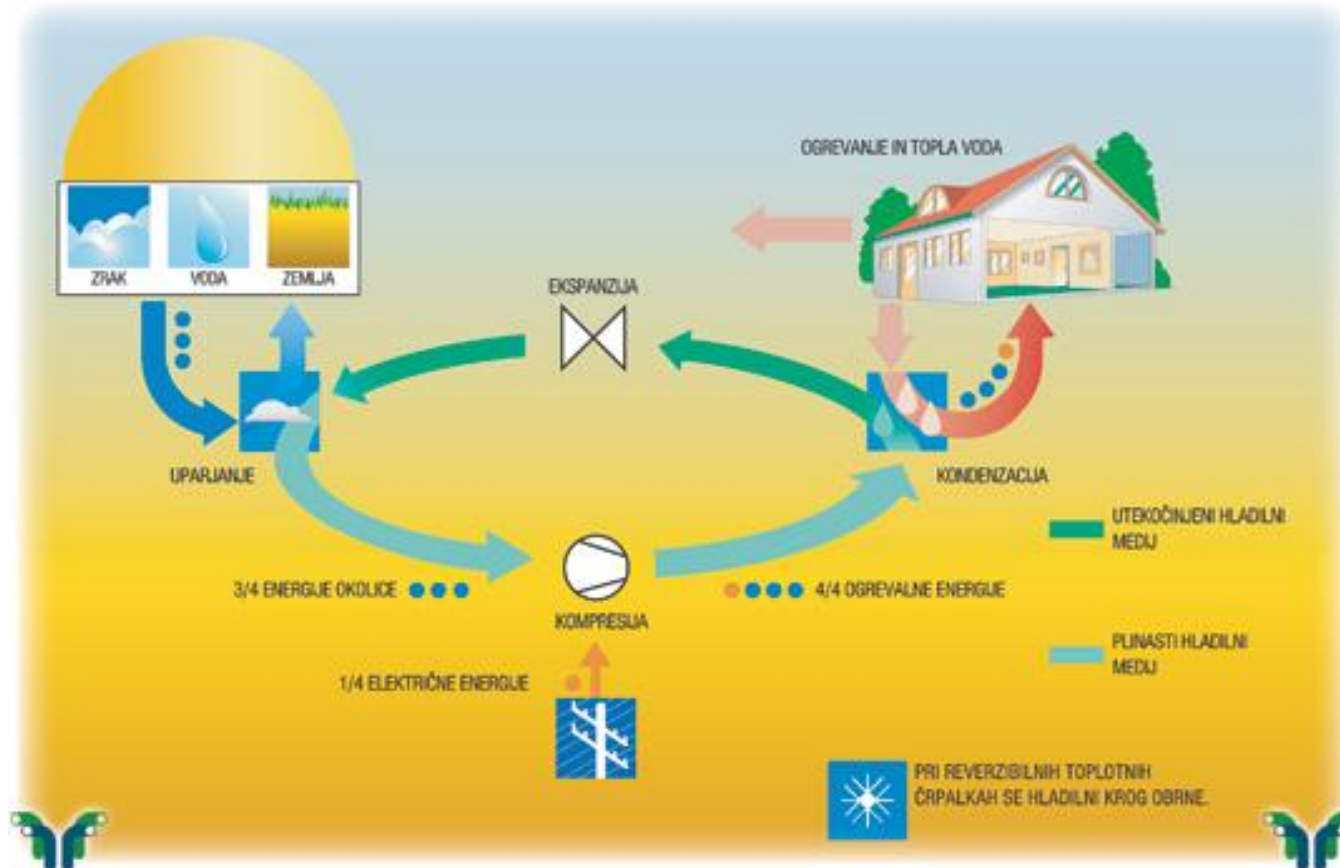 OGREVANJE IN TOPLA VODA
ZRAK
VODA
ZEMLJA
EKSPANZIJA
UPARJANJE
KONDENZACIJA
UTEKOČINJENI HLADILNI
MEDIJ
3/4 ENERGIJE OKOLICE
4/4 OGREVALNE ENERGIJE
KOMPRESIJA
PLINASTI HLADILNI
MEDIJ
1/4 ELEKTRIČNE ENERGIJE
PRI REVERZIBILNIH TOPLOTNIH
ČRPALKAH SE HLADILNI KROG OBRNE.